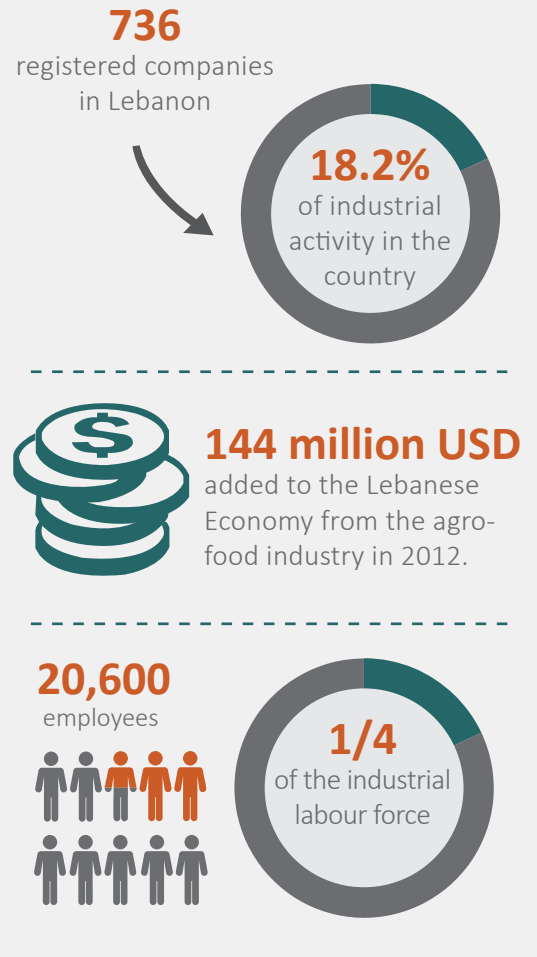 736
registered companies
in Lebanon
18.2%
of industrial
activity in the
country
$
144 million USD
added to the Lebanese
Economy from the agro-
food industry in 2012.
20,600
employees
1/4
of the industrial
labour force